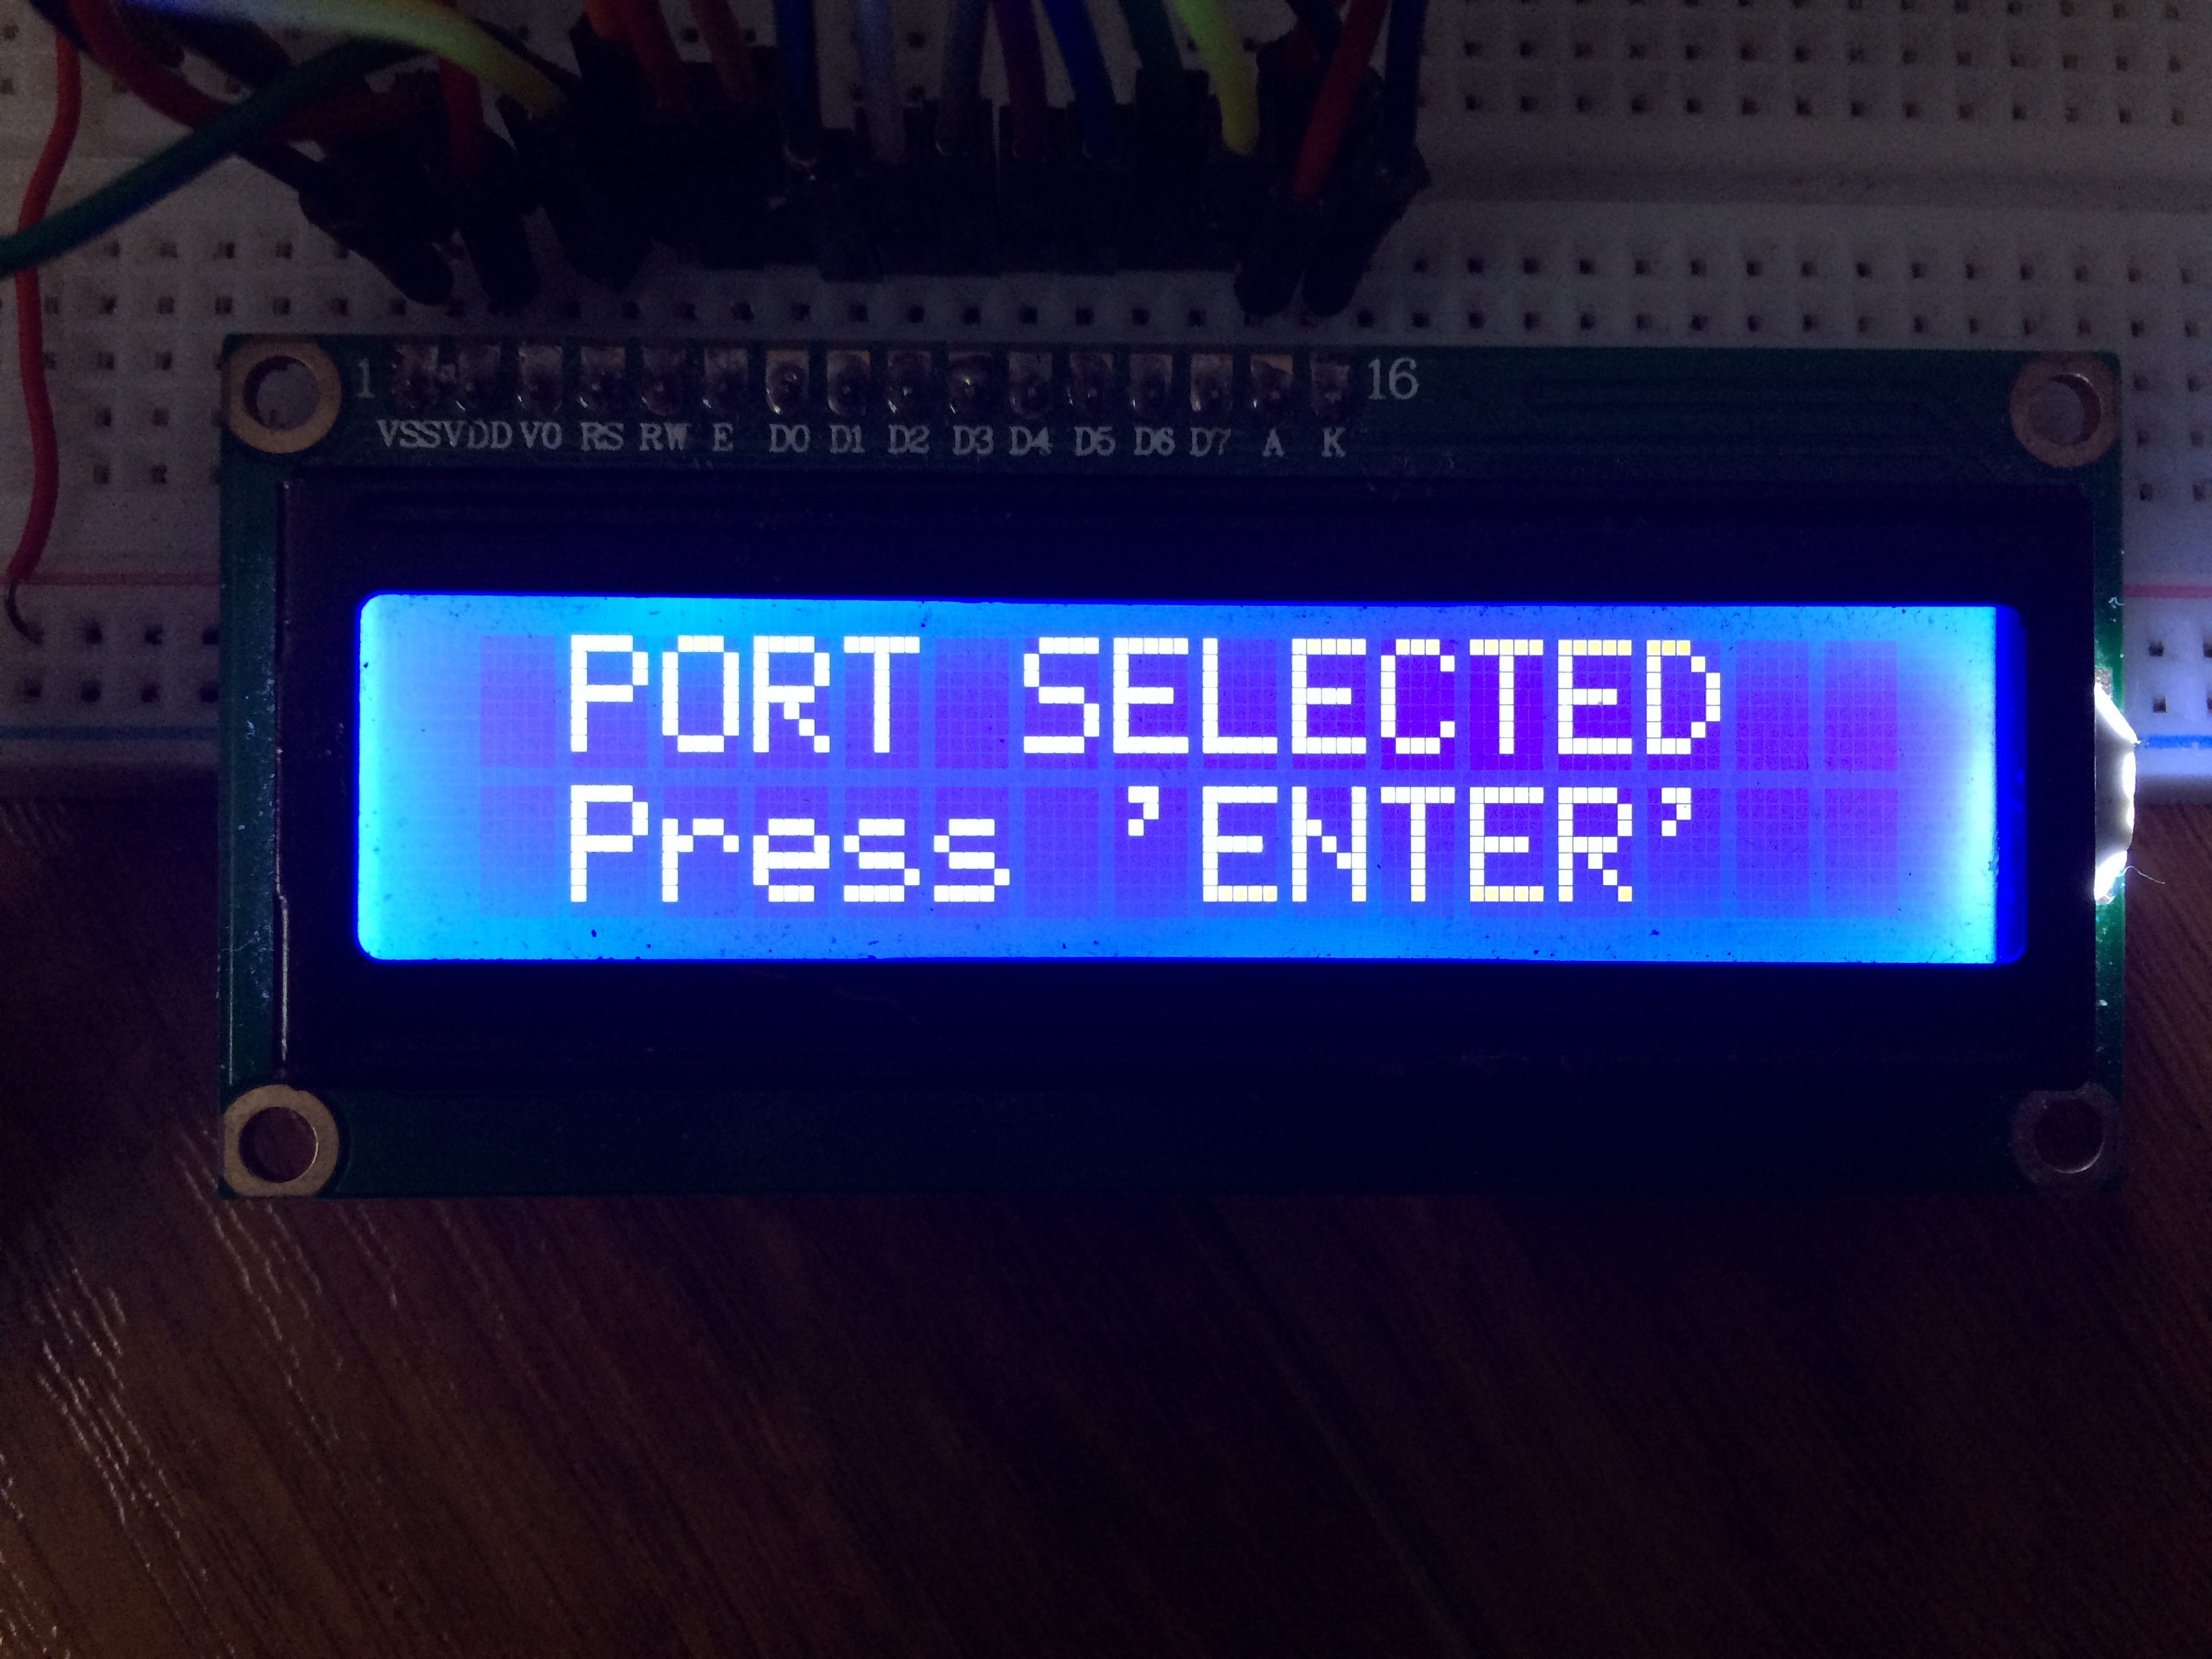 PORT SELECTED
Press 'ENTER'
1 VSS VDD V0 RS RW E D0 D1 D2 D3 D4 D5 D6 D7 A K 16